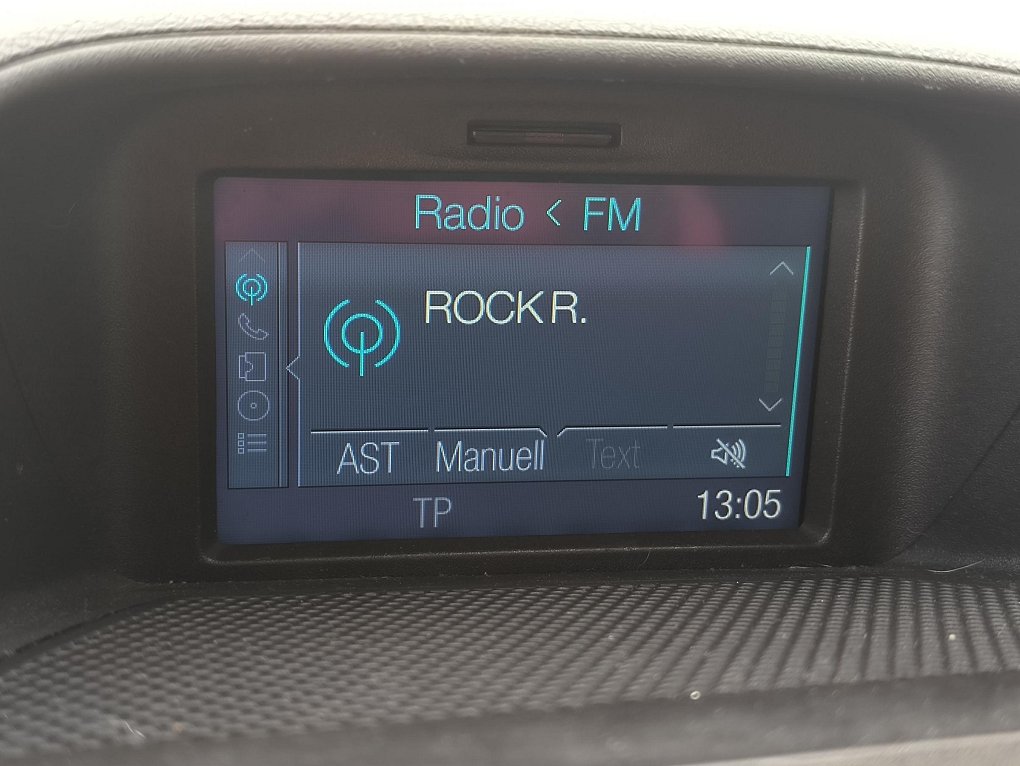 Radio < FM
ROCK R.
AST Manuell Text
TP 13:05